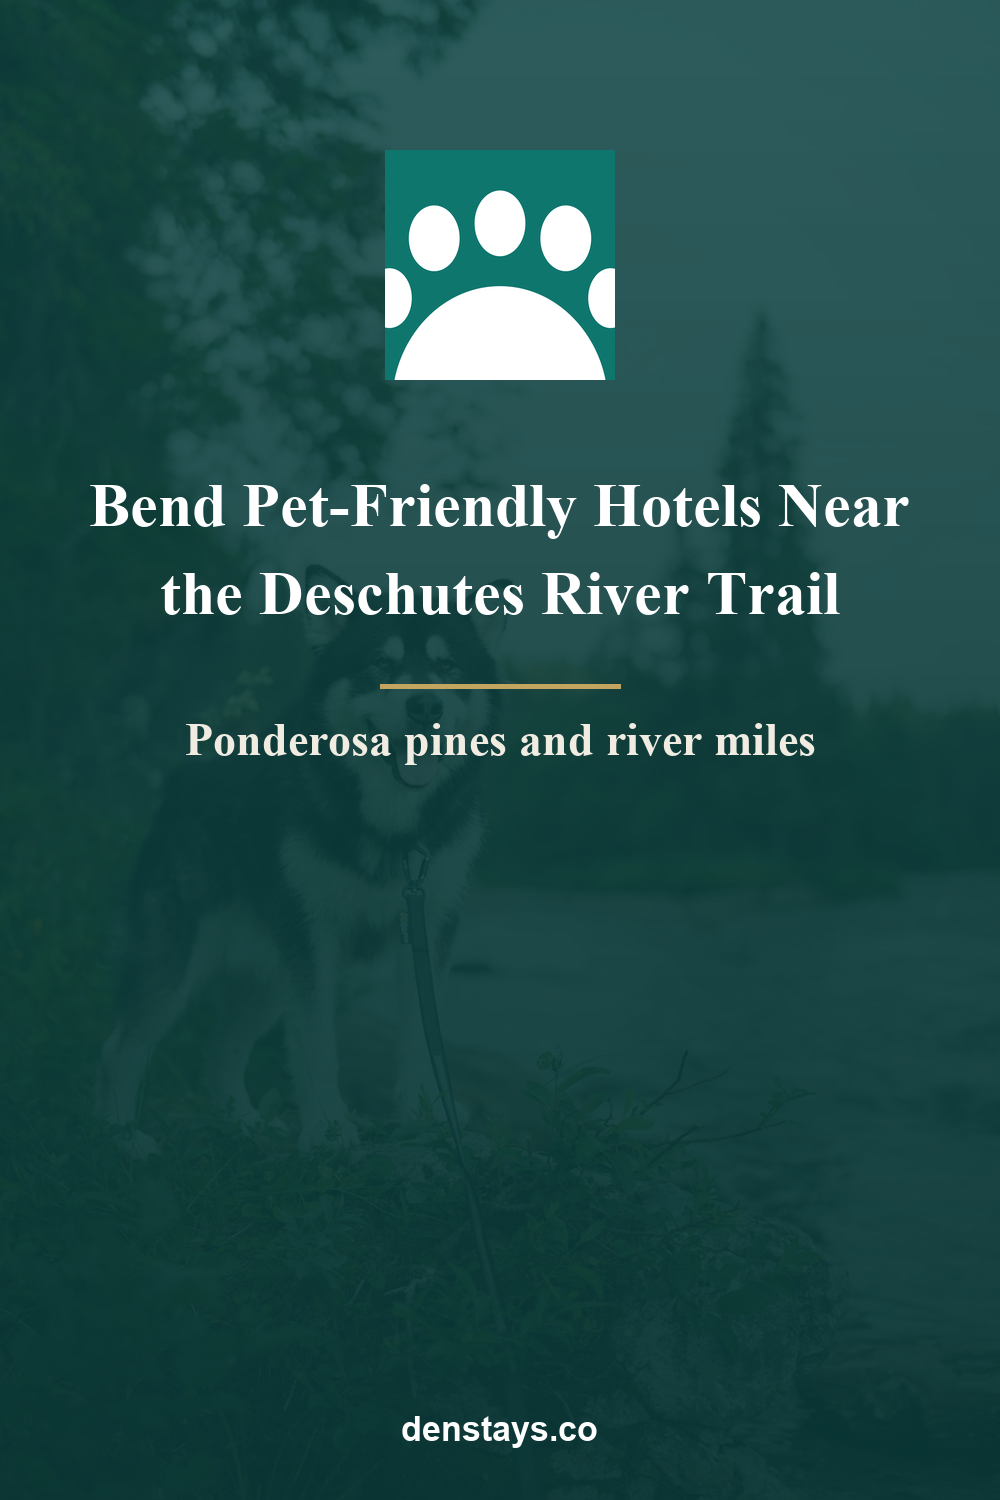 Bend Pet-Friendly Hotels Near
the Deschutes River Trail
Ponderosa pines and river miles
denstays.co